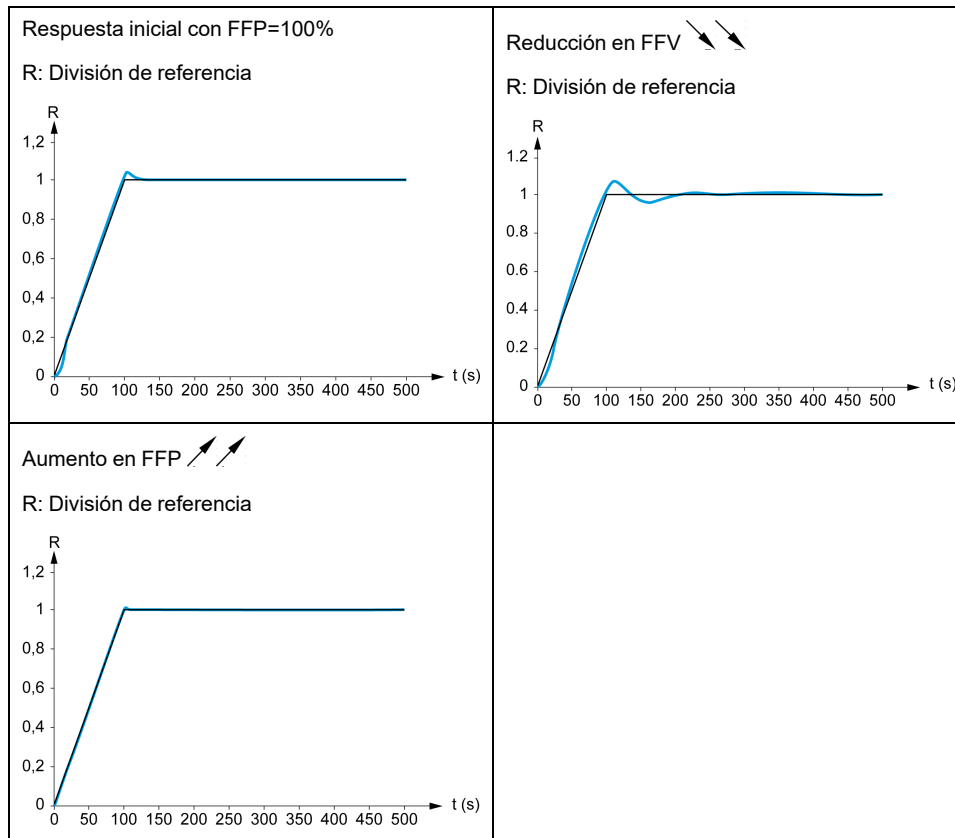 Respuesta inicial con FFP=100%
R: División de referencia
R
1,2
1
0,8
0,6
0,4
0,2
0
0 50 100 150 200 250 300 350 400 450 500
t (s)
Reducción en FFV
R: División de referencia
R
1.2
1
0.8
0.6
0.4
0.2
0
0 50 100 150 200 250 300 350 400 450 500
t (s)
Aumento en FFP
R: División de referencia
R
1,2
1
0,8
0,6
0,4
0,2
0
0 50 100 150 200 250 300 350 400 450 500
t (s)